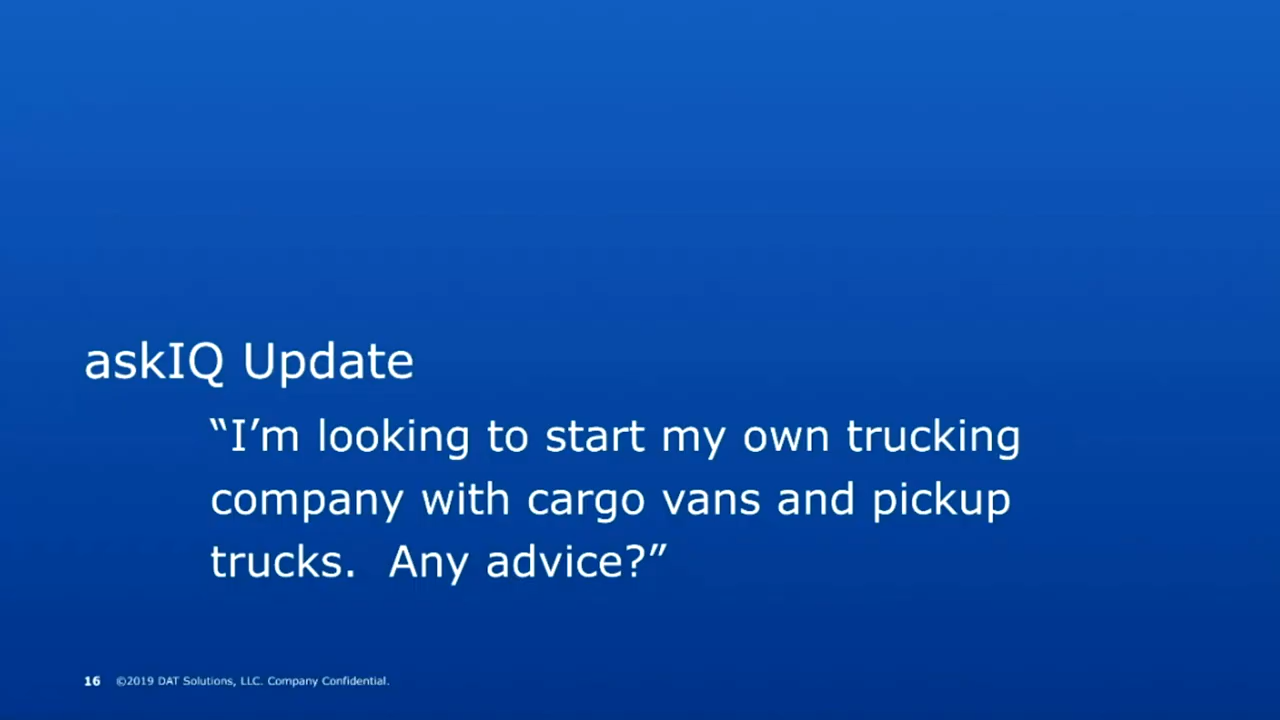 askIQ Update
“I’m looking to start my own trucking
company with cargo vans and pickup
trucks.  Any advice?”
16 ©2019 DAT Solutions, LLC. Company Confidential.